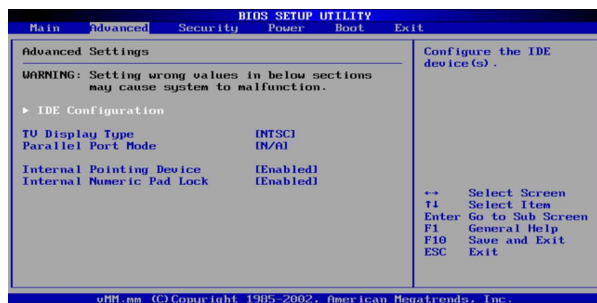 BIOS SETUP UTILITY
Main Advanced Security Power Boot Exit
Advanced Settings
WARNING: Setting wrong values in below sections
may cause system to malfunction.
► IDE Configuration
TV Display Type [NTSC]
Parallel Port Mode [N/A]
Internal Pointing Device [Enabled]
Internal Numeric Pad Lock [Enabled]
Configure the IDE
device(s).
↔ Select Screen
↑↓ Select Item
Enter Go to Sub Screen
F1 General Help
F10 Save and Exit
ESC Exit
vMM.mm (C)Copyright 1985-2002, American Megatrends, Inc.